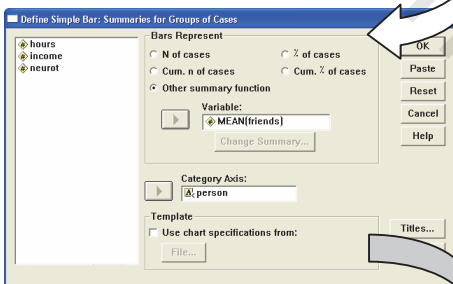 Define Simple Bar: Summaries for Groups of Cases
hours
income
neurot
Bars Represent
N of cases
% of cases
Cum. n of cases
Cum. % of cases
Other summary function
Variable:
MEAN(friends)
Change Summary...
Category Axis:
person
Template
Use chart specifications from:
File...
OK
Paste
Reset
Cancel
Help
Titles...